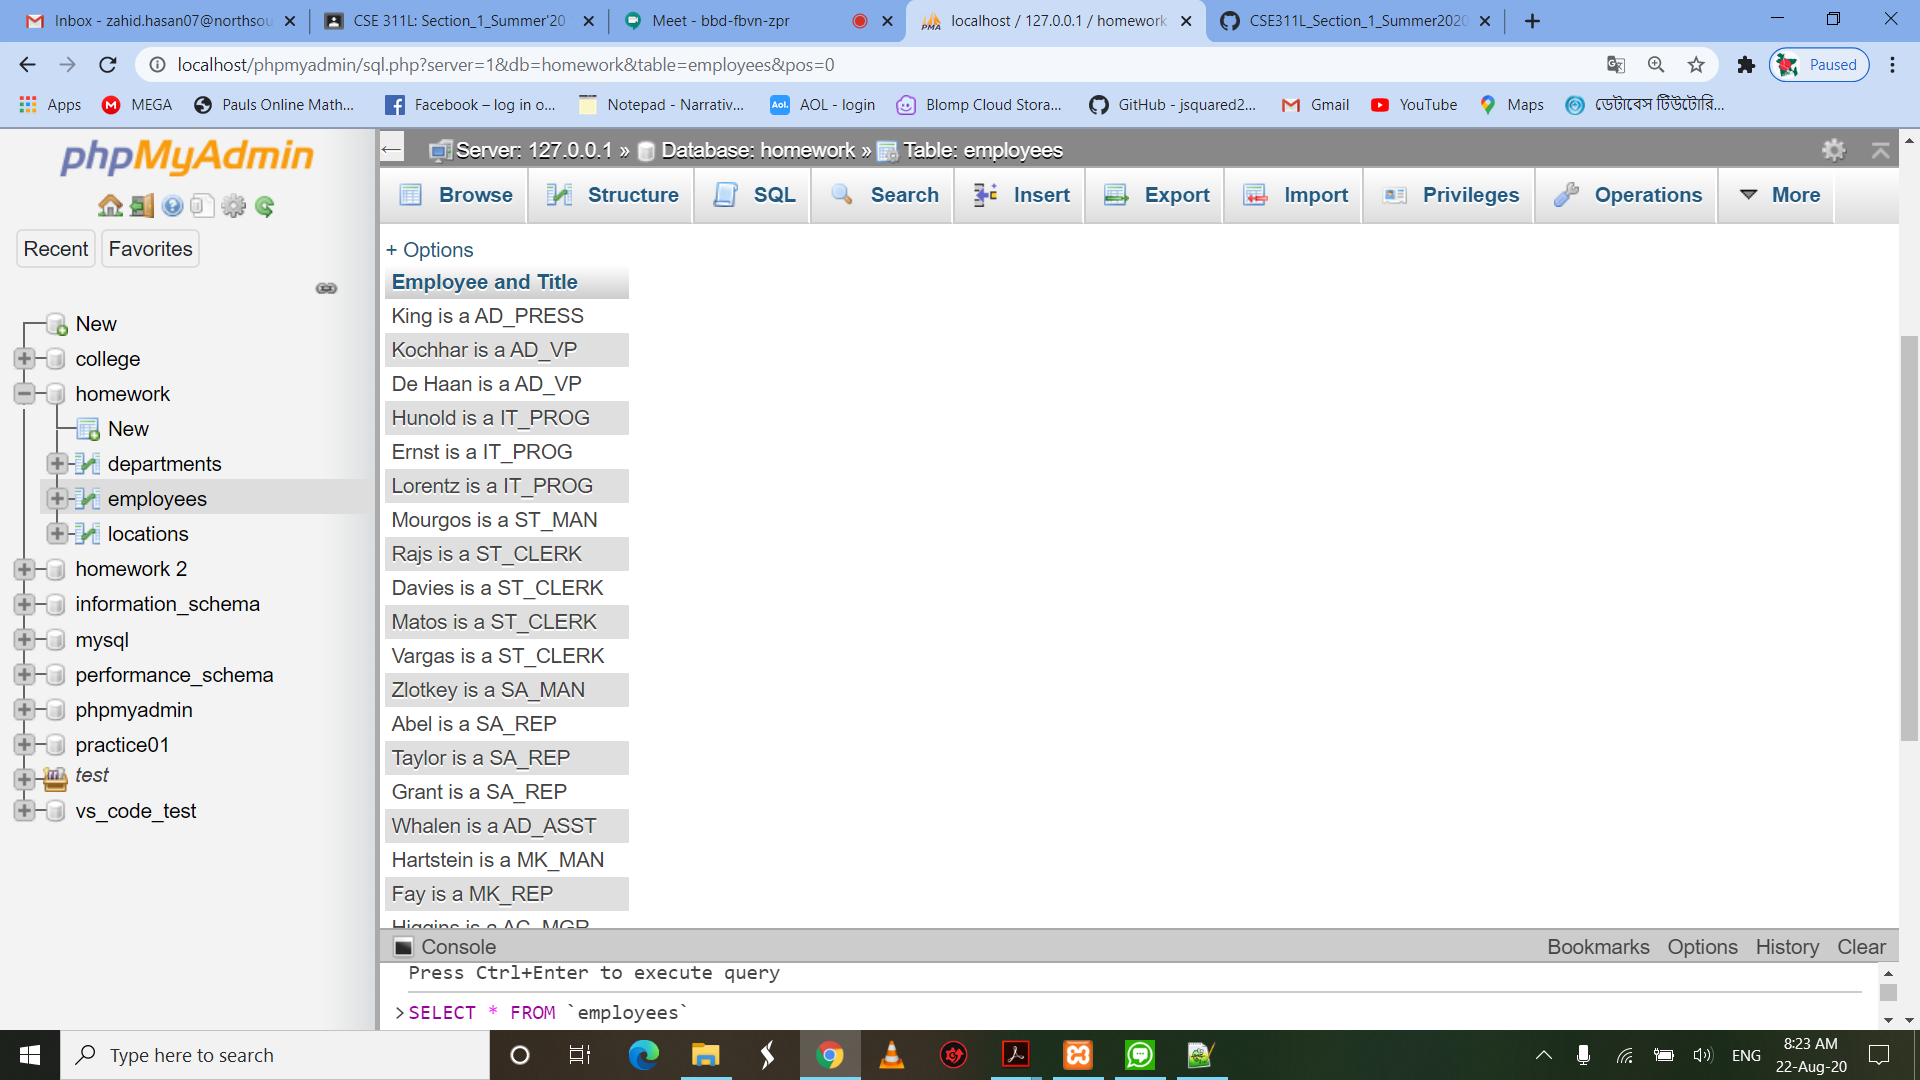 Inbox - zahid.hasan07@northsou
CSE 311L: Section_1_Summer'20
Meet - bbd-fbvn-zpr
localhost / 127.0.0.1 / homework
CSE311L_Section_1_Summer2020
localhost/phpmyadmin/sql.php?server=1&db=homework&table=employees&pos=0
Paused
Apps
MEGA
Pauls Online Math...
Facebook – log in o...
Notepad - Narrativ...
AOL - login
Blomp Cloud Stora...
GitHub - jsquared2...
Gmail
YouTube
Maps
ডেটাবেস টিউটোরি...
phpMyAdmin
Recent
Favorites
New
college
homework
New
departments
employees
locations
homework 2
information_schema
mysql
performance_schema
phpmyadmin
practice01
test
vs_code_test
Server: 127.0.0.1 » Database: homework » Table: employees
Browse
Structure
SQL
Search
Insert
Export
Import
Privileges
Operations
More
+ Options
Employee and Title
King is a AD_PRESS
Kochhar is a AD_VP
De Haan is a AD_VP
Hunold is a IT_PROG
Ernst is a IT_PROG
Lorentz is a IT_PROG
Mourgos is a ST_MAN
Rajs is a ST_CLERK
Davies is a ST_CLERK
Matos is a ST_CLERK
Vargas is a ST_CLERK
Zlotkey is a SA_MAN
Abel is a SA_REP
Taylor is a SA_REP
Grant is a SA_REP
Whalen is a AD_ASST
Hartstein is a MK_MAN
Fay is a MK_REP
Higgins is a AC_MGR
Console
Bookmarks
Options
History
Clear
Press Ctrl+Enter to execute query
>SELECT * FROM `employees`
Type here to search
ENG
8:23 AM
22-Aug-20